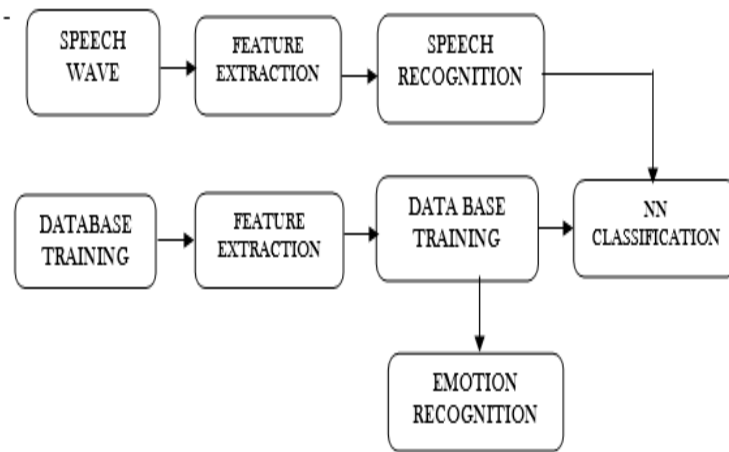 -
SPEECH
WAVE
FEATURE
EXTRACTION
SPEECH
RECOGNITION
DATABASE
TRAINING
FEATURE
EXTRACTION
DATA BASE
TRAINING
NN
CLASSIFICATION
EMOTION
RECOGNITION